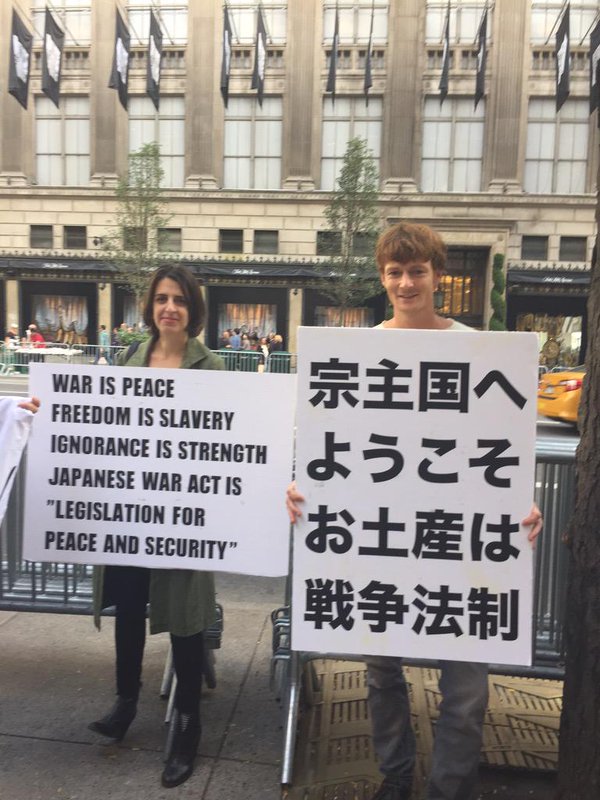 WAR IS PEACE
FREEDOM IS SLAVERY
IGNORANCE IS STRENGTH
JAPANESE WAR ACT IS
"LEGISLATION FOR
PEACE AND SECURITY"
宗主国へ
ようこそ
お土産は
戦争法制